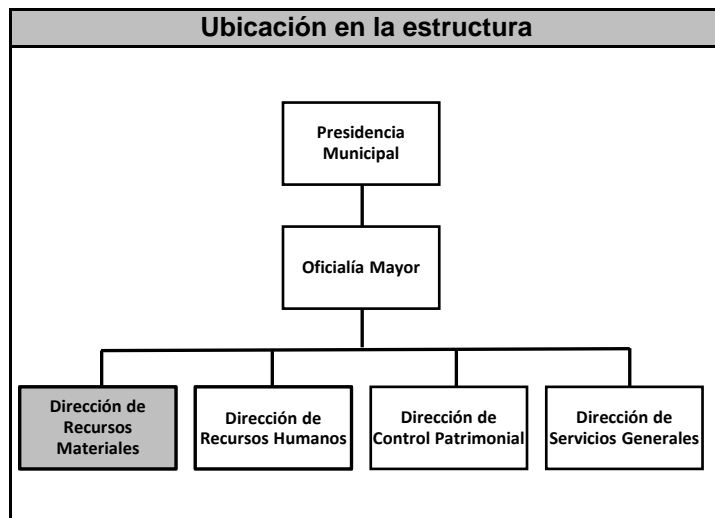 Ubicación en la estructura
Presidencia
Municipal
Oficialía Mayor
Dirección de
Recursos
Materiales
Dirección de
Recursos Humanos
Dirección de
Control Patrimonial
Dirección de
Servicios Generales